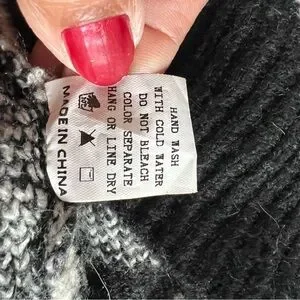 HAND WASH
WITH COLD WATER
DO NOT BLEACH
COLOR SEPARATE
HANG OR LINE DRY
MADE IN CHINA